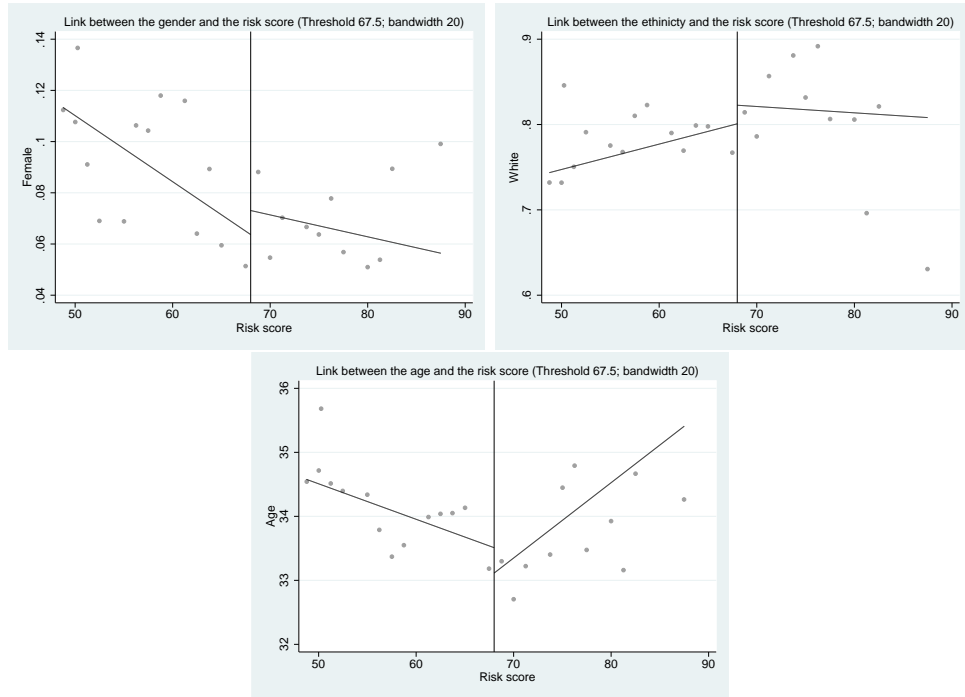 Link between the gender and the risk score (Threshold 67.5; bandwidth 20)
.14
.12
.1
.08
.06
.04
Female
50 60 70 80 90
Risk score
Link between the ethinicty and the risk score (Threshold 67.5; bandwidth 20)
.9
.8
.7
.6
White
50 60 70 80 90
Risk score
Link between the age and the risk score (Threshold 67.5; bandwidth 20)
36
35
34
33
32
Age
50 60 70 80 90
Risk score